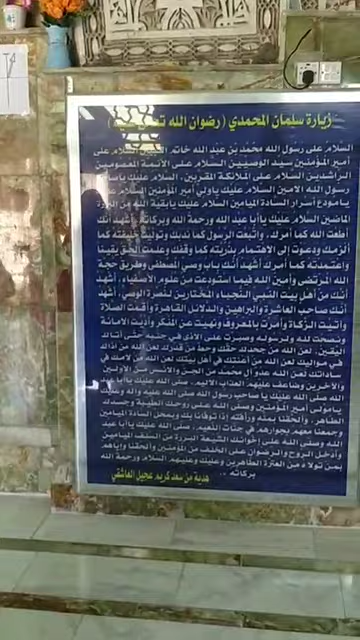 زيارة سلمان المحمدي (رضوان الله تعالى عليه)
السلام على رسول الله محمد بن عبد الله خاتم النبيين السلام على
أمير المؤمنين سيد الوصيين السلام على الأئمة المعصومين
الراشدين السلام على الملائكة المقربين، السلام عليك يا صاحب
رسول الله الأمين السلام عليك يا ولي أمير المؤمنين السلام عليك
يا مودع أسرار السادة الميامين السلام عليك يا بقية الله من البررة
الماضين السلام عليك يا أبا عبد الله ورحمة الله وبركاته أشهد أنك
أطعت الله كما أمرك. واتبعت الرسول كما ندبك وتوليت خليفته كما
ألزمك ودعوت الى الاهتمام بذريته كما وقفك وعلمت الحق يقينا
واعتمدته كما أمرك أشهد أنك باب وصي المصطفى وطريق حجة
الله المرتضى وأمين الله فيما استودعت من علوم الأصفياء أشهد
أنك من أهل بيت النبي النجباء المختارين لنصرة الوصي أشهد
أنك صاحب العاشرة والبراهين والدلائل القاهرة وأقمت الصلاة
وآتيت الزكاة وأمرت بالمعروف ونهيت عن المنكر وأديت الأمانة
ونصحت لله ولرسوله وصبرت على الأذى في جنبه حتى أتاك
اليقين. لعن الله من جحدك حقك وحط من قدرك لعن الله من آذاك
في مواليك لعن الله من أعنتك في أهل بيتك لعن الله من لامك في
ساداتك لعن الله عدو آل محمد من الجن والأنس من الأولين
والآخرين وضاعف عليهم العذاب الأليم. صلى الله عليك يا أبا عبد
الله صلى الله عليك يا صاحب رسول الله صلى الله عليه وآله وعليك
يا مولى أمير المؤمنين وصلى الله على روحك الطيبة وجسدك
الطاهر. وألحقنا بمنه ورأفته إذا توفانا بك وبمحل السادة الميامين
وجمعنا معهم بجوارهم في جنات النعيم. صلى الله عليك يا أبا عبد
الله وصلى الله على إخوانك الشيعة البررة من السلف الميامين
وأدخل الروح والرضوان على الخلف من المؤمنين وألحقنا وإياهم
بمن تولاه من العترة الطاهرين وعليك وعليهم السلام ورحمة الله
بركاته ..
هدية من سعد كريم عجيل العاشقي